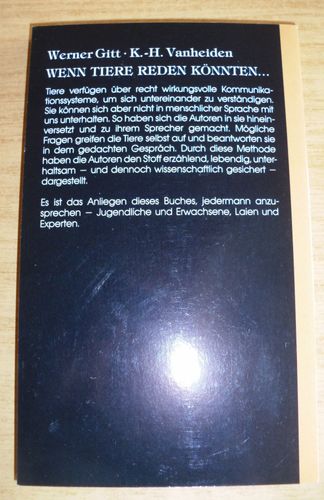 Werner Gitt · K.-H. Vanheiden
WENN TIERE REDEN KÖNNTEN...
Tiere verfügen über recht wirkungsvolle Kommunika-
tionssysteme, um sich untereinander zu verständigen.
Sie können sich aber nicht in menschlicher Sprache mit
uns unterhalten. So haben sich die Autoren in sie hinein-
versetzt und zu ihrem Sprecher gemacht. Mögliche
Fragen greifen die Tiere selbst auf und beantworten sie
in dem gedachten Gespräch. Durch diese Methode
haben die Autoren den Stoff erzählend, lebendig, unter-
haltsam — und dennoch wissenschaftlich gesichert —
dargestellt.
Es ist das Anliegen dieses Buches, jedermann anzu-
sprechen — Jugendliche und Erwachsene, Laien und
Experten.